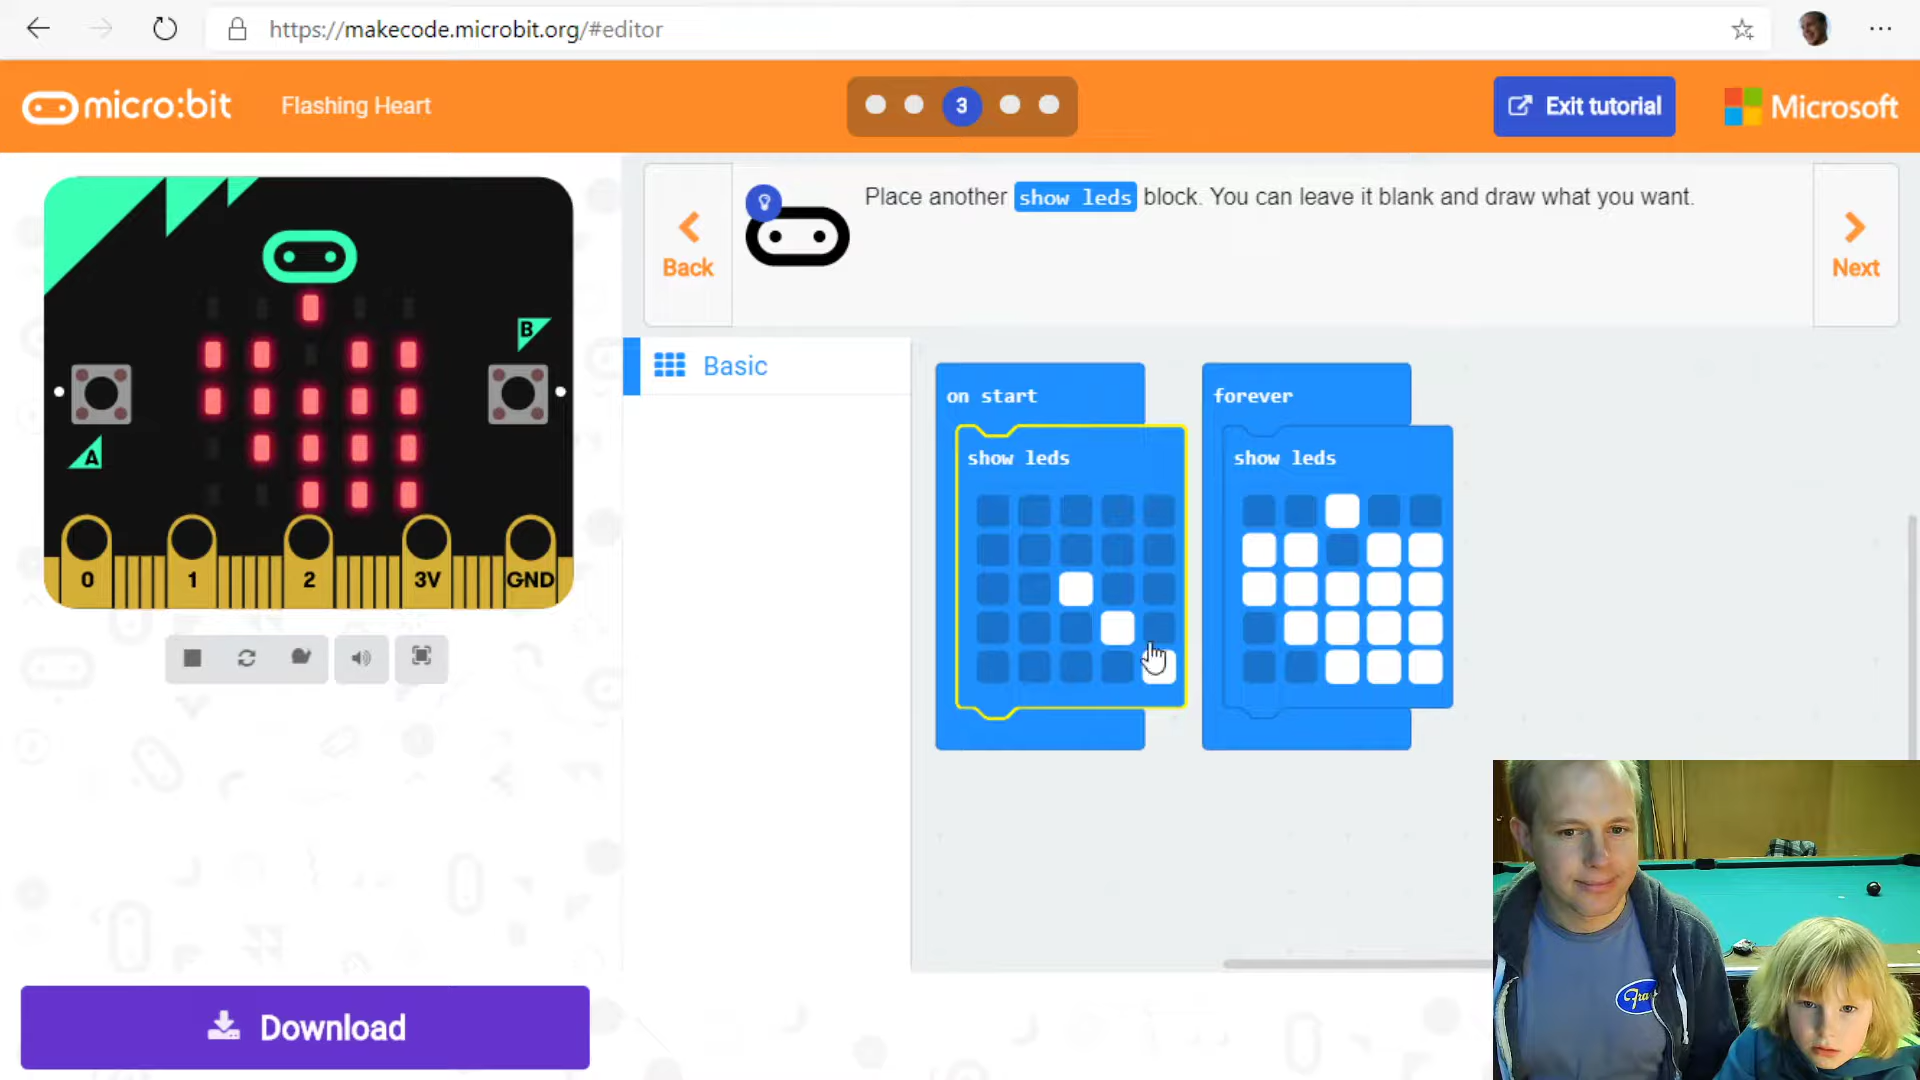 https://makecode.microbit.org/#editor
micro:bit
Flashing Heart
3
Exit tutorial
Microsoft
Back
Place another show leds block. You can leave it blank and draw what you want.
Next
B
A
0 1 2 3V GND
Basic
on start
show leds
forever
show leds
Download